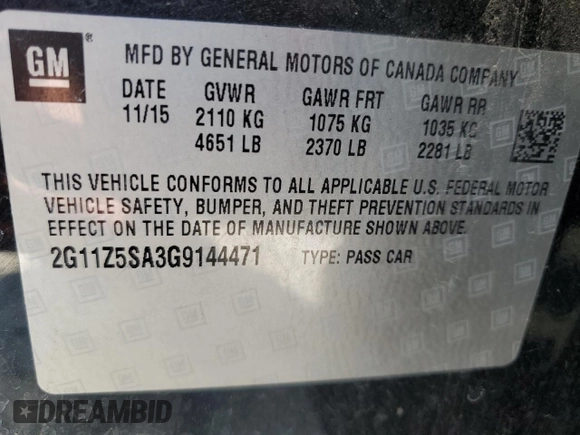 GM ®
MFD BY GENERAL MOTORS OF CANADA COMPANY
DATE GVWR GAWR FRT GAWR RR
11/15 2110 KG 1075 KG 1035 KG
4651 LB 2370 LB 2281 LB
THIS VEHICLE CONFORMS TO ALL APPLICABLE U.S. FEDERAL MOTOR
VEHICLE SAFETY, BUMPER, AND THEFT PREVENTION STANDARDS IN
EFFECT ON THE DATE OF MANUFACTURE SHOWN ABOVE.
2G11Z5SA3G9144471 TYPE: PASS CAR
DREAMBID